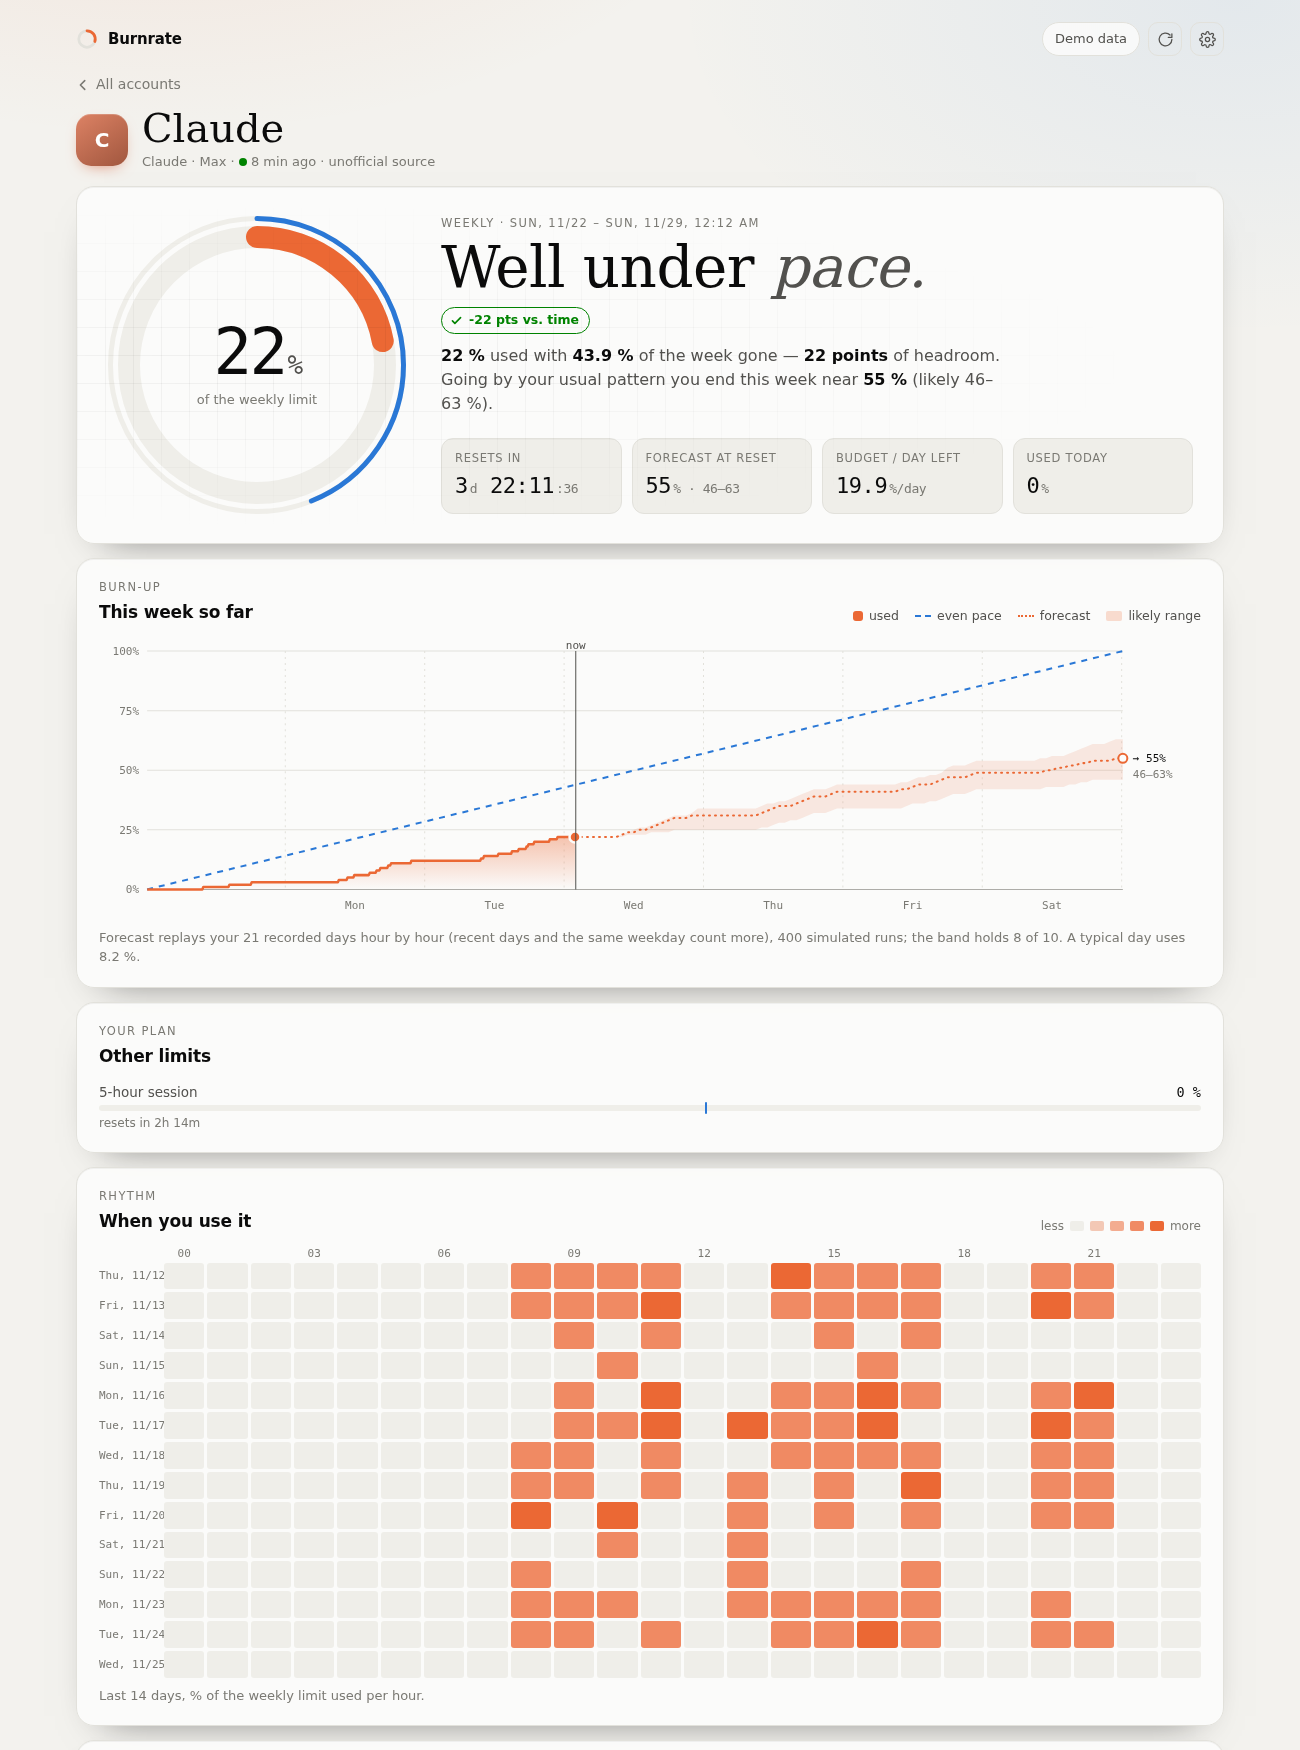 Burnrate
Demo data
All accounts
C
Claude
Claude · Max · 8 min ago · unofficial source
22%
of the weekly limit
WEEKLY · SUN, 11/22 – SUN, 11/29, 12:12 AM
Well under pace.
-22 pts vs. time
22 % used with 43.9 % of the week gone — 22 points of headroom.
Going by your usual pattern you end this week near 55 % (likely 46–
63 %).
RESETS IN
3d 22:11:36
FORECAST AT RESET
55% · 46–63
BUDGET / DAY LEFT
19.9%/day
USED TODAY
0%
BURN-UP
This week so far
used even pace forecast likely range
now
100%
75%
50%
25%
0%
→ 55%
46–63%
Mon Tue Wed Thu Fri Sat
Forecast replays your 21 recorded days hour by hour (recent days and the same weekday count more), 400 simulated runs; the band holds 8 of 10. A typical day uses
8.2 %.
YOUR PLAN
Other limits
5-hour session 0 %
resets in 2h 14m
RHYTHM
When you use it
less more
00 03 06 09 12 15 18 21
Thu, 11/12
Fri, 11/13
Sat, 11/14
Sun, 11/15
Mon, 11/16
Tue, 11/17
Wed, 11/18
Thu, 11/19
Fri, 11/20
Sat, 11/21
Sun, 11/22
Mon, 11/23
Tue, 11/24
Wed, 11/25
Last 14 days, % of the weekly limit used per hour.